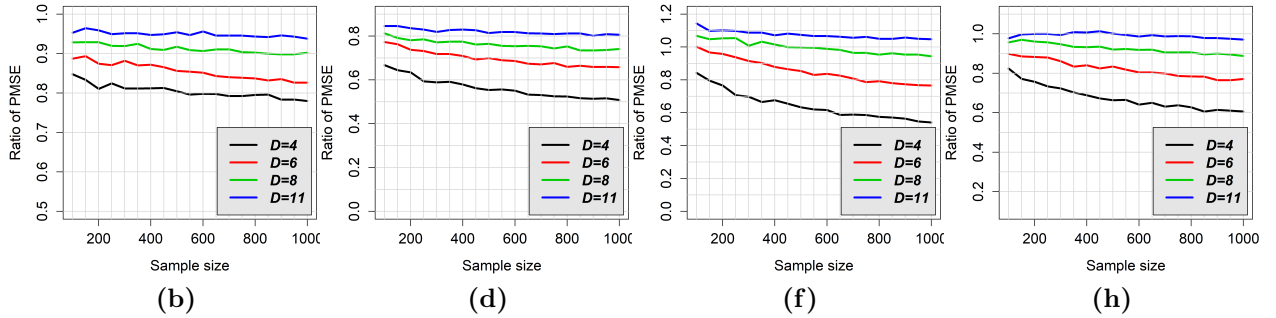 Ratio of PMSE
1.0
0.9
0.8
0.7
0.6
0.5
200
400
600
800
1000
Sample size
D=4
D=6
D=8
D=11
(b)
Ratio of PMSE
0.8
0.6
0.4
0.2
0.0
200
400
600
800
1000
Sample size
D=4
D=6
D=8
D=11
(d)
Ratio of PMSE
1.2
1.0
0.8
0.6
0.4
0.2
0.0
200
400
600
800
1000
Sample size
D=4
D=6
D=8
D=11
(f)
Ratio of PMSE
1.0
0.8
0.6
0.4
0.2
200
400
600
800
1000
Sample size
D=4
D=6
D=8
D=11
(h)